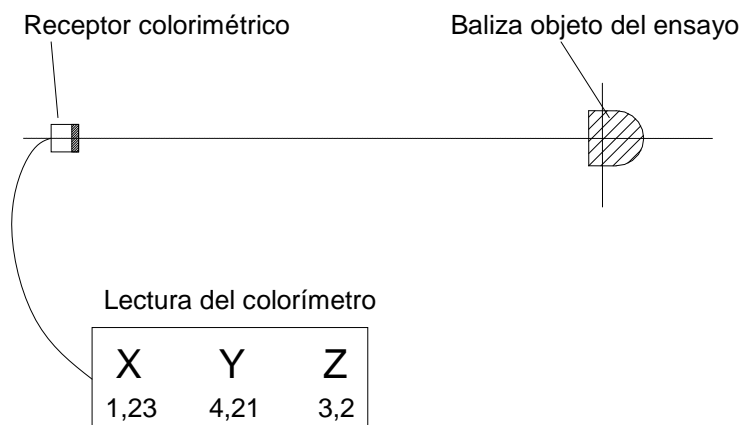 Receptor colorimétrico Baliza objeto del ensayo
Lectura del colorímetro
X Y Z
1,23 4,21 3,2